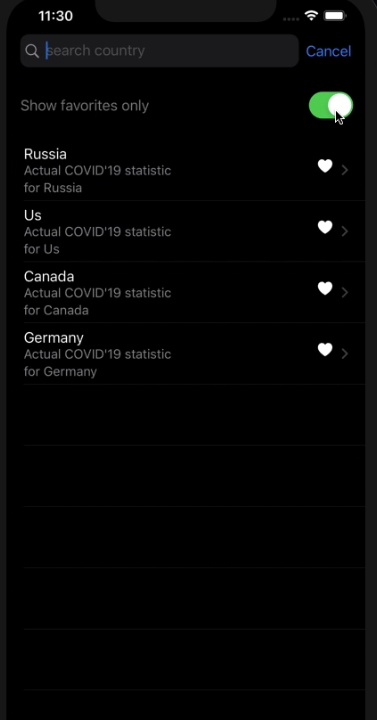 11:30
search country
Cancel
Show favorites only
Russia
Actual COVID'19 statistic
for Russia
Us
Actual COVID'19 statistic
for Us
Canada
Actual COVID'19 statistic
for Canada
Germany
Actual COVID'19 statistic
for Germany